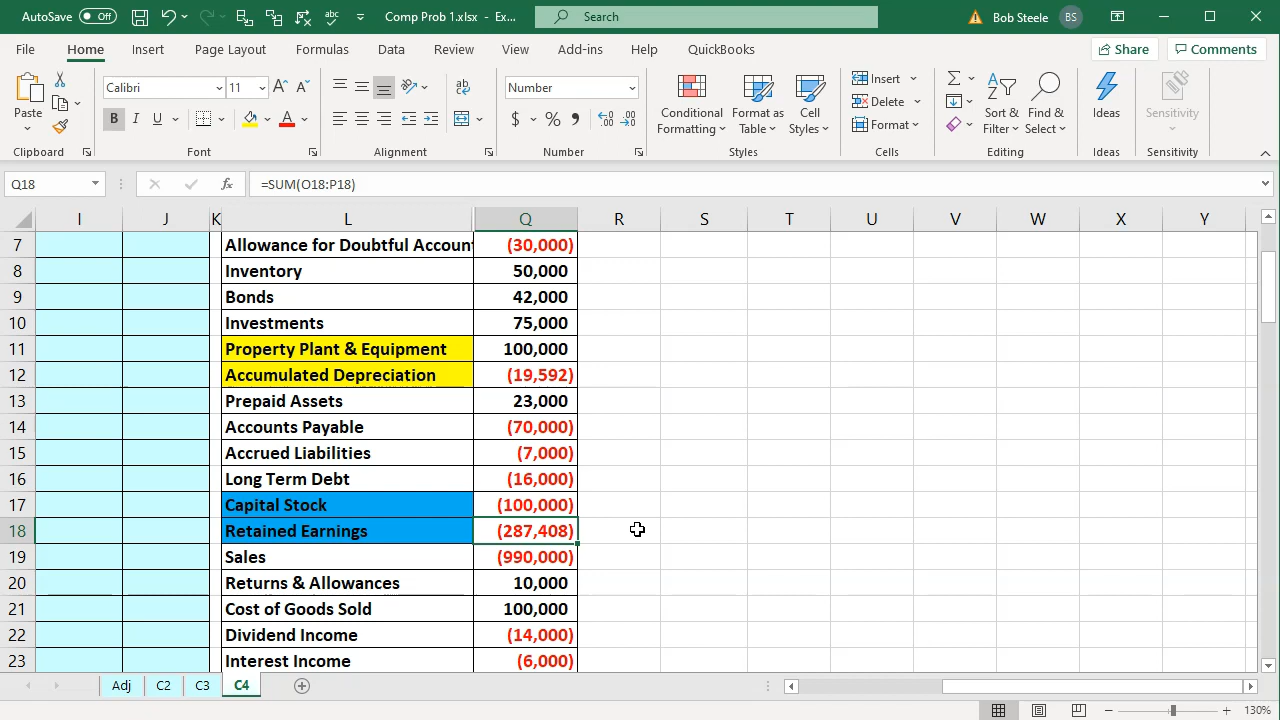 AutoSave Off Comp Prob 1.xlsx - Ex... Search Bob Steele BS
File Home Insert Page Layout Formulas Data Review View Add-ins Help QuickBooks Share Comments
Paste Calibri 11 A A Number Conditional Formatting Format as Table Cell Styles Insert Delete Format Sort & Filter Find & Select Ideas Sensitivity
B I U A $ % 9
Clipboard Font Alignment Number Styles Cells Editing Ideas Sensitivity
Q18 fx =SUM(O18:P18)
I J K L Q R S T U V W X Y
7 Allowance for Doubtful Accoun (30,000)
8 Inventory 50,000
9 Bonds 42,000
10 Investments 75,000
11 Property Plant & Equipment 100,000
12 Accumulated Depreciation (19,592)
13 Prepaid Assets 23,000
14 Accounts Payable (70,000)
15 Accrued Liabilities (7,000)
16 Long Term Debt (16,000)
17 Capital Stock (100,000)
18 Retained Earnings (287,408)
19 Sales (990,000)
20 Returns & Allowances 10,000
21 Cost of Goods Sold 100,000
22 Dividend Income (14,000)
23 Interest Income (6,000)
Adj C2 C3 C4
130%